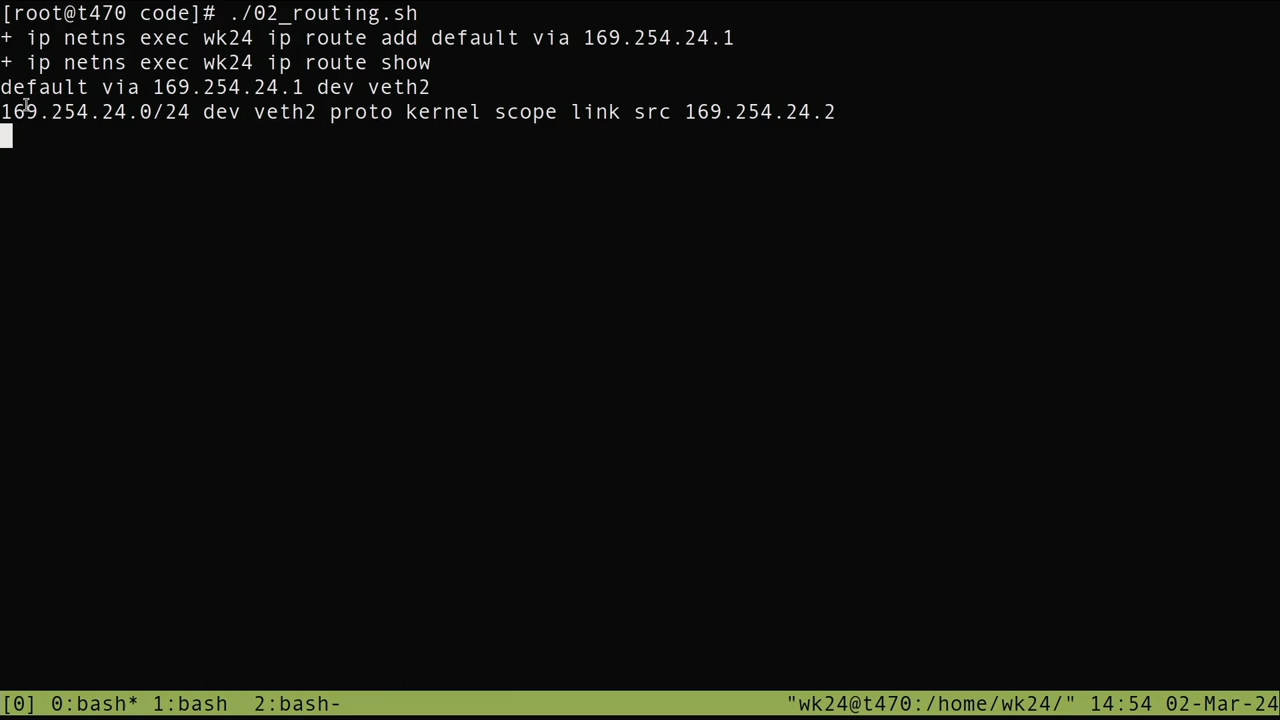 [root@t470 code]# ./02_routing.sh
+ ip netns exec wk24 ip route add default via 169.254.24.1
+ ip netns exec wk24 ip route show
default via 169.254.24.1 dev veth2
169.254.24.0/24 dev veth2 proto kernel scope link src 169.254.24.2
[0] 0:bash* 1:bash  2:bash- "wk24@t470:/home/wk24/" 14:54 02-Mar-24